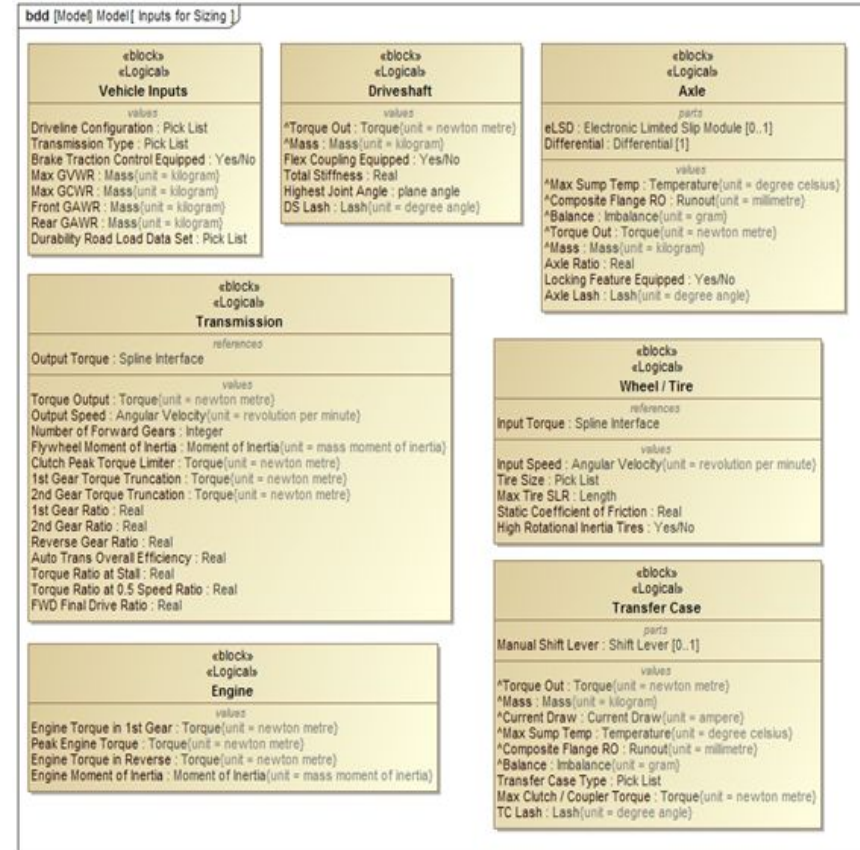 bdd [Model] Model [ Inputs for Sizing ]
«block»
«Logical»
Vehicle Inputs
values
Driveline Configuration : Pick List
Transmission Type : Pick List
Brake Traction Control Equipped : Yes/No
Max GVWR : Mass{unit = kilogram}
Max GCWR : Mass{unit = kilogram}
Front GAWR : Mass{unit = kilogram}
Rear GAWR : Mass{unit = kilogram}
Durability Road Load Data Set : Pick List
«block»
«Logical»
Driveshaft
values
^Torque Out : Torque{unit = newton metre}
^Mass : Mass{unit = kilogram}
Flex Coupling Equipped : Yes/No
Total Stiffness : Real
Highest Joint Angle : plane angle
DS Lash : Lash{unit = degree angle}
«block»
«Logical»
Axle
parts
eLSD : Electronic Limited Slip Module [0..1]
Differential : Differential [1]
values
^Max Sump Temp : Temperature{unit = degree celsius}
^Composite Flange RO : Runout{unit = millimetre}
^Balance : Imbalance{unit = gram}
^Torque Out : Torque{unit = newton metre}
^Mass : Mass{unit = kilogram}
Axle Ratio : Real
Locking Feature Equipped : Yes/No
Axle Lash : Lash{unit = degree angle}
«block»
«Logical»
Transmission
references
Output Torque : Spline Interface
values
Torque Output : Torque{unit = newton metre}
Output Speed : Angular Velocity{unit = revolution per minute}
Number of Forward Gears : Integer
Flywheel Moment of Inertia : Moment of Inertia{unit = mass moment of inertia}
Clutch Peak Torque Limiter : Torque{unit = newton metre}
1st Gear Torque Truncation : Torque{unit = newton metre}
2nd Gear Torque Truncation : Torque{unit = newton metre}
1st Gear Ratio : Real
2nd Gear Ratio : Real
Reverse Gear Ratio : Real
Auto Trans Overall Efficiency : Real
Torque Ratio at Stall : Real
Torque Ratio at 0.5 Speed Ratio : Real
FWD Final Drive Ratio : Real
«block»
«Logical»
Wheel / Tire
references
Input Torque : Spline Interface
values
Input Speed : Angular Velocity{unit = revolution per minute}
Tire Size : Pick List
Max Tire SLR : Length
Static Coefficient of Friction : Real
High Rotational Inertia Tires : Yes/No
«block»
«Logical»
Engine
values
Engine Torque in 1st Gear : Torque{unit = newton metre}
Peak Engine Torque : Torque{unit = newton metre}
Engine Torque in Reverse : Torque{unit = newton metre}
Engine Moment of Inertia : Moment of Inertia{unit = mass moment of inertia}
«block»
«Logical»
Transfer Case
parts
Manual Shift Lever : Shift Lever [0..1]
values
^Torque Out : Torque{unit = newton metre}
^Mass : Mass{unit = kilogram}
^Current Draw : Current Draw{unit = ampere}
^Max Sump Temp : Temperature{unit = degree celsius}
^Composite Flange RO : Runout{unit = millimetre}
^Balance : Imbalance{unit = gram}
Transfer Case Type : Pick List
Max Clutch / Coupler Torque : Torque{unit = newton metre}
TC Lash : Lash{unit = degree angle}